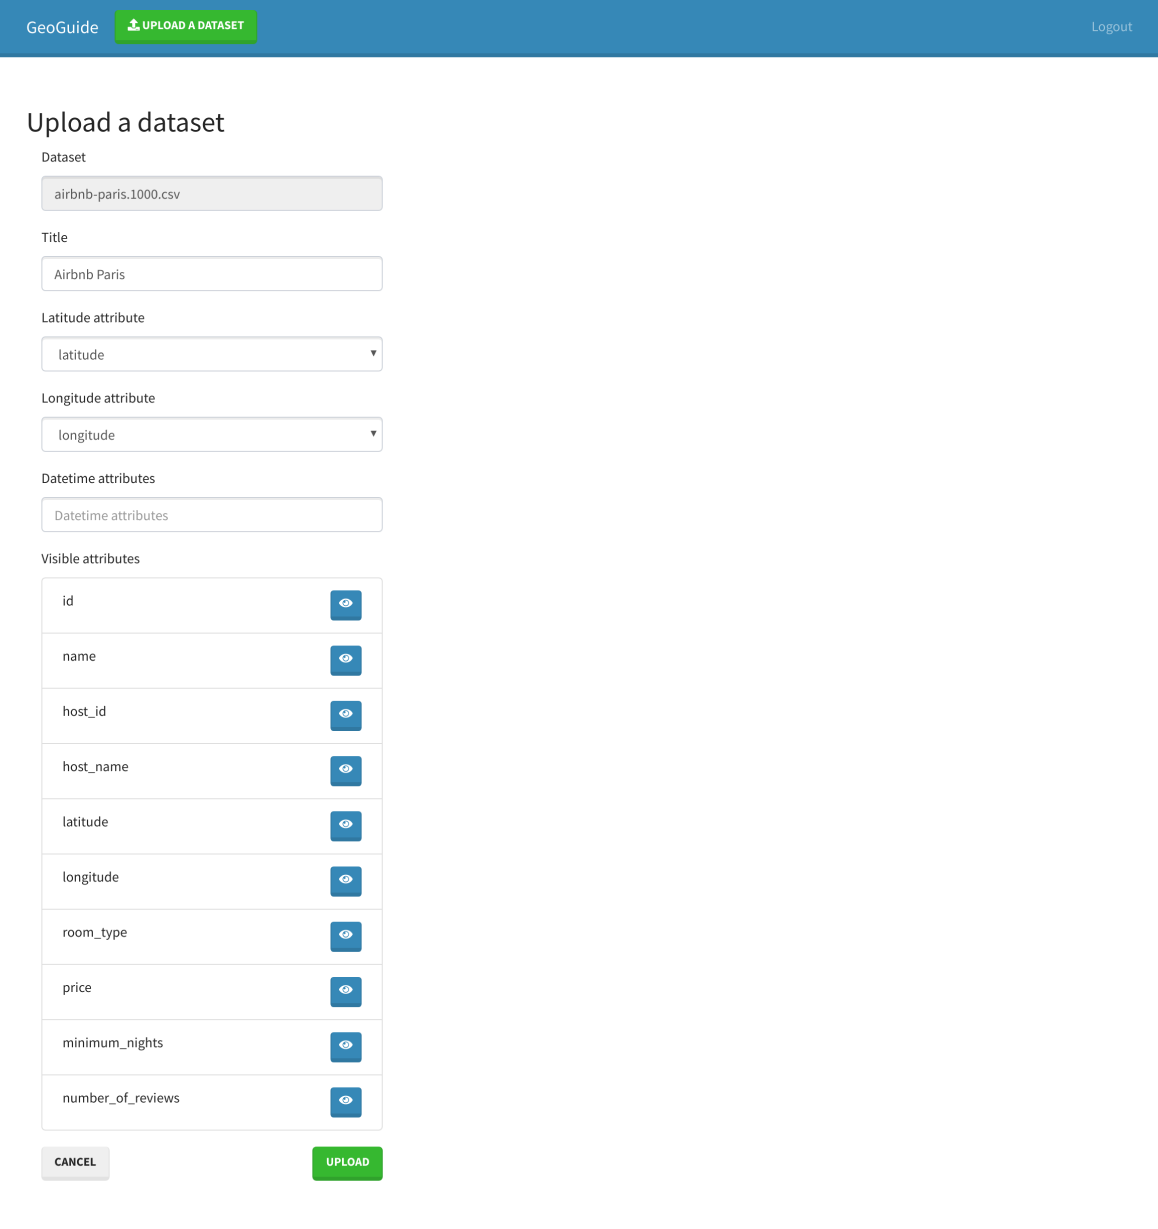 GeoGuide
UPLOAD A DATASET
Logout
Upload a dataset
Dataset
airbnb-paris.1000.csv
Title
Airbnb Paris
Latitude attribute
latitude
Longitude attribute
longitude
Datetime attributes
Datetime attributes
Visible attributes
id
name
host_id
host_name
latitude
longitude
room_type
price
minimum_nights
number_of_reviews
CANCEL
UPLOAD